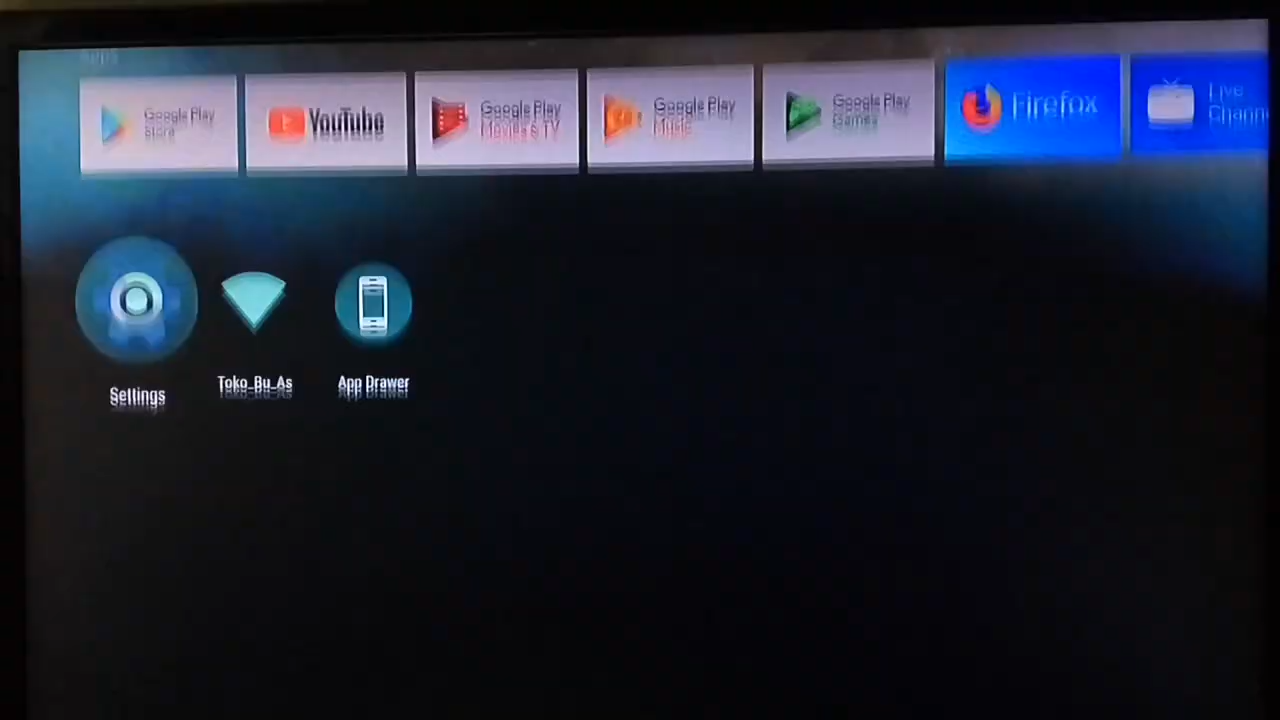 Apps
Google Play
Store
YouTube
Google Play
Movies & TV
Google Play
Music
Google Play
Games
Firefox
Live
Settings
Toko_Bu_As
App Drawer